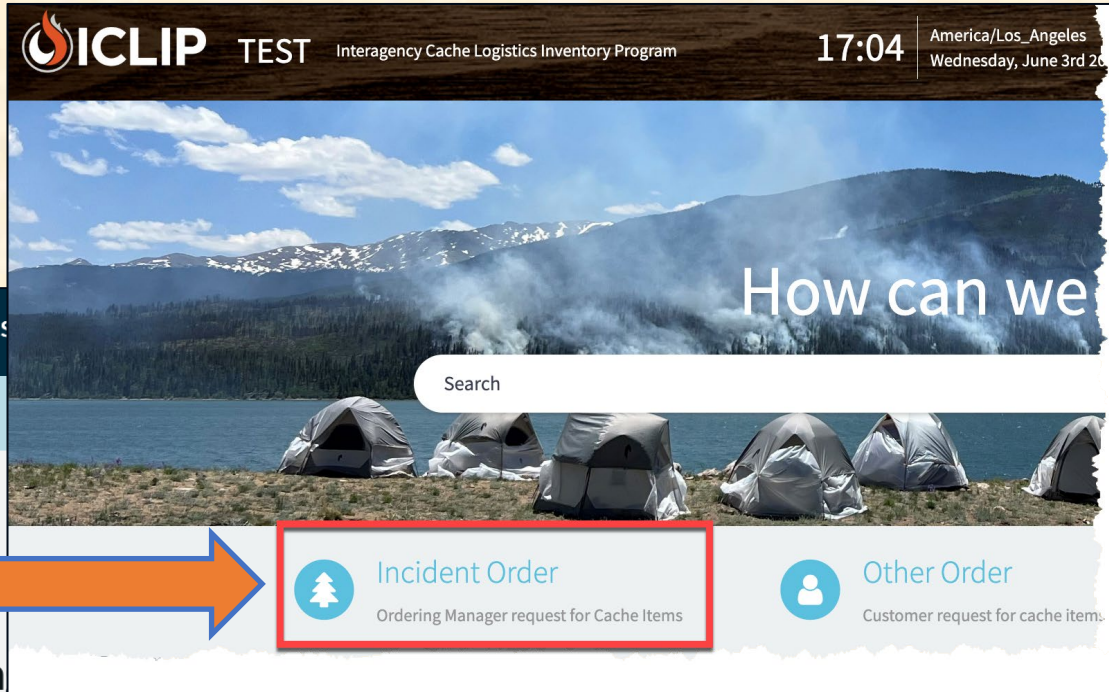 ICLIP TEST Interagency Cache Logistics Inventory Program 17:04 America/Los_Angeles
Wednesday, June 3rd
How can we
Search
Incident Order Other Order
Ordering Manager request for Cache Items Customer request for cache items